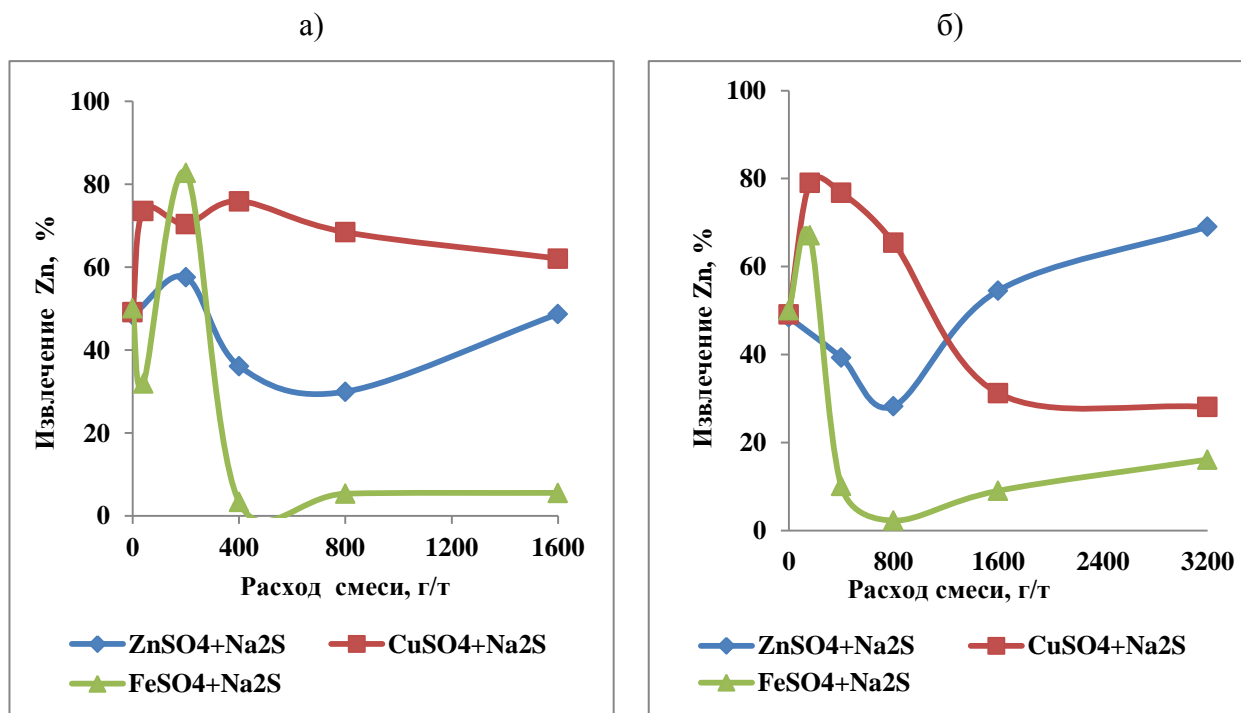 а)
б)
Извлечение Zn, %
100
80
60
40
20
0
0
400
800
1200
1600
Расход смеси, г/т
ZnSO4+Na2S
CuSO4+Na2S
FeSO4+Na2S
Извлечение Zn, %
100
80
60
40
20
0
0
800
1600
2400
3200
Расход смеси, г/т
ZnSO4+Na2S
CuSO4+Na2S
FeSO4+Na2S